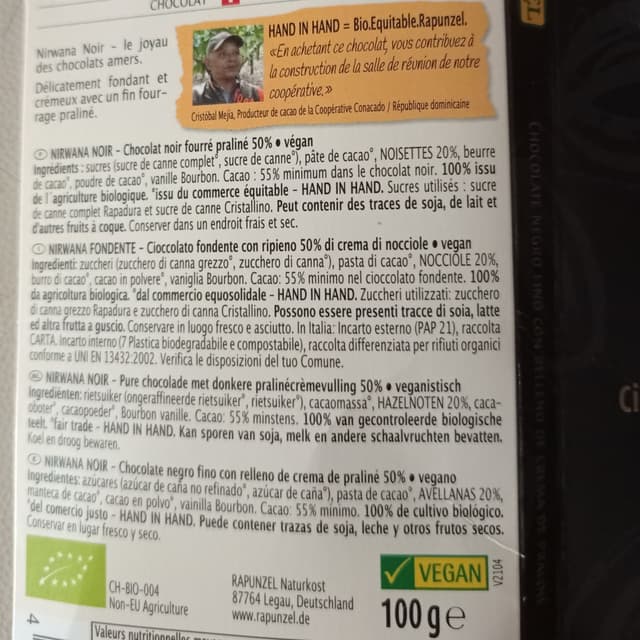 CHOCOLAT
Nirwana Noir - le joyau
des chocolats amers.
Délicatement fondant et
crémeux avec un fin four-
rage praliné.
HAND IN HAND = Bio.Equitable.Rapunzel.
«En achetant ce chocolat, vous contribuez à
la construction de la salle de réunion de notre
coopérative.»
Cristóbal Mejía, Producteur de cacao de la Coopérative Conacado / République dominicaine
NIRWANA NOIR - Chocolat noir fourré praliné 50% • végan
Ingrédients : sucres (sucre de canne complet°, sucre de canne°), pâte de cacao°, NOISETTES 20%, beurre
de cacao°, poudre de cacao°, vanille Bourbon. Cacao : 55% minimum dans le chocolat noir. 100% issu
de l'agriculture biologique. °issu du commerce équitable - HAND IN HAND. Sucres utilisés : sucre
de canne complet Rapadura et sucre de canne Cristallino. Peut contenir des traces de soja, de lait et
d'autres fruits à coque. Conserver dans un endroit frais et sec.
I NIRWANA FONDENTE - Cioccolato fondente con ripieno 50% di crema di nocciole • vegan
Ingredienti: zuccheri (zucchero di canna grezzo°, zucchero di canna°), pasta di cacao°, NOCCIOLE 20%,
burro di cacao°, cacao in polvere°, vaniglia Bourbon. Cacao: 55% minimo nel cioccolato fondente. 100%
da agricoltura biologica. °dal commercio equosolidale - HAND IN HAND. Zuccheri utilizzati: zucchero
di canna grezzo Rapadura e zucchero di canna Cristallino. Possono essere presenti tracce di soia, latte
ed altra frutta a guscio. Conservare in luogo fresco e asciutto. In Italia: Incarto esterno (PAP 21), raccolta
CARTA. Incarto interno (7 Plastica biodegradabile e compostabile), raccolta differenziata per rifiuti organici
conforme a UNI EN 13432:2002. Verifica le disposizioni del tuo Comune.
NL NIRWANA NOIR - Pure chocolade met donkere pralinécrèmevulling 50% • veganistisch
Ingrediënten: rietsuiker (ongeraffineerde rietsuiker°, rietsuiker°), cacaomassa°, HAZELNOTEN 20%, caca-
oboter°, cacaopoeder°, Bourbon vanille. Cacao: 55% minstens. 100% van gecontroleerde biologische
teelt. °fair trade - HAND IN HAND. Kan sporen van soja, melk en andere schaalvruchten bevatten.
Koel en droog bewaren.
E NIRWANA NOIR - Chocolate negro fino con relleno de crema de praliné 50% • vegano
Ingredientes: azúcares (azúcar de caña no refinado°, azúcar de caña°), pasta de cacao°, AVELLANAS 20%,
manteca de cacao°, cacao en polvo°, vainilla Bourbon. Cacao: 55% mínimo. 100% de cultivo biológico.
°del comercio justo - HAND IN HAND. Puede contener trazas de soja, leche y otros frutos secos.
Conservar en lugar fresco y seco.
CH-BIO-004
Non-EU Agriculture
RAPUNZEL Naturkost
87764 Legau, Deutschland
www.rapunzel.de
VEGAN
V2104
100 g e
4
Valeurs nutritionnelles
CHOCOLATE NEGRO FINO CON RELLENO DE CREMA DE PRALINÉ